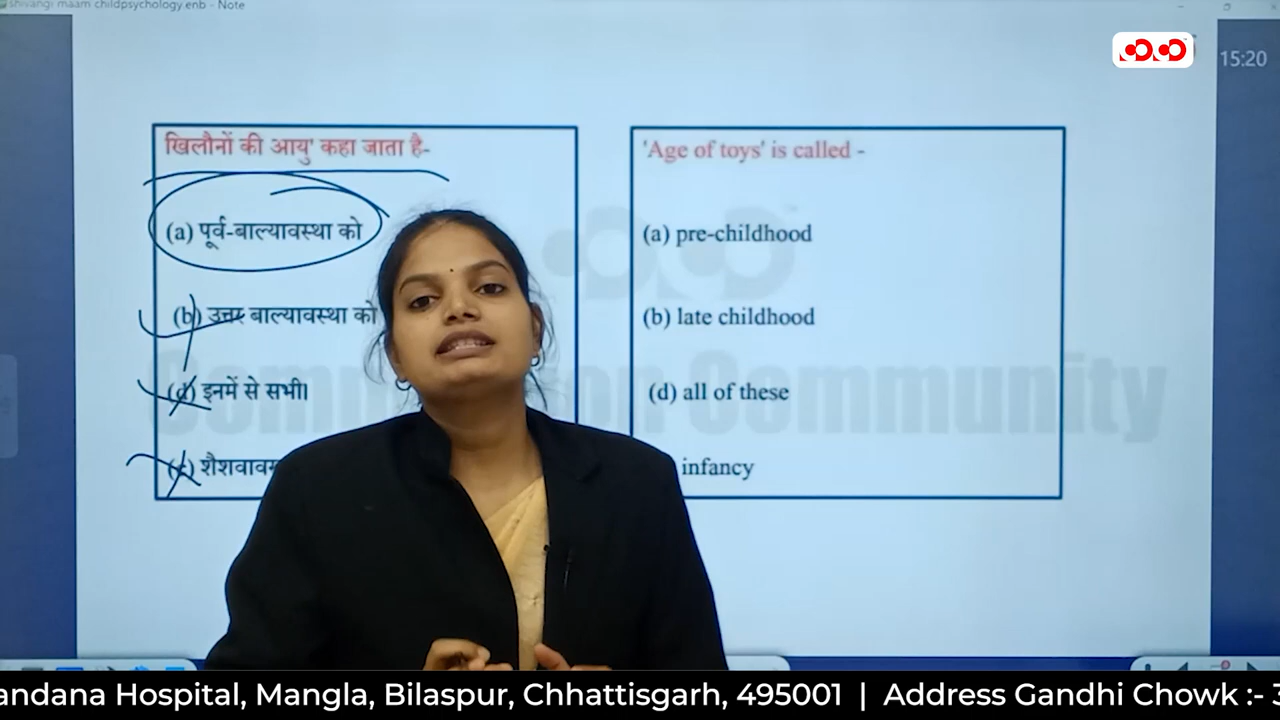 shivangi maam childpsychology.enb - Note
15:20
खिलौनों की आयु' कहा जाता है-
(a) पूर्व-बाल्यावस्था को
(b) उत्तर बाल्यावस्था को
(d) इनमें से सभी।
(c)
'Age of toys' is called -
(a) pre-childhood
(b) late childhood
(d) all of these
infancy
Community
andana Hospital, Mangla, Bilaspur, Chhattisgarh, 495001 | Address Gandhi Chowk :- 3